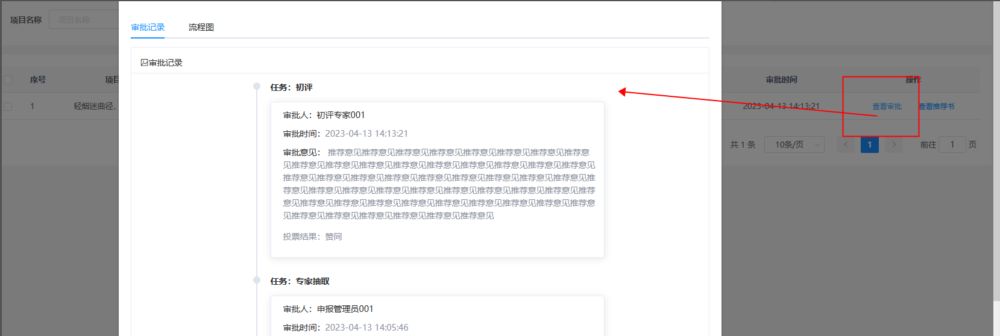 项目名称
项目名称
审批记录
流程图
审批记录
序号
项目
审批时间
操作
1
轻烟迷曲径，
2023-04-13 14:13:21
查看审批
查看推荐书
共 1 条
10条/页
1
前往
1
页
任务：初评
审批人：初评专家001
审批时间：2023-04-13 14:13:21
审批意见： 推荐意见推荐意见推荐意见推荐意见推荐意见推荐意见推荐意见推荐意
见推荐意见推荐意见推荐意见推荐意见推荐意见推荐意见推荐意见推荐意见推荐意见
推荐意见推荐意见推荐意见推荐意见推荐意见推荐意见推荐意见推荐意见推荐意见推
荐意见推荐意见推荐意见推荐意见推荐意见推荐意见推荐意见推荐意见推荐意见推荐
意见推荐意见推荐意见推荐意见推荐意见推荐意见推荐意见推荐意见推荐意见推荐意
见推荐意见推荐意见推荐意见推荐意见推荐意见推荐意见
投票结果：赞同
任务：专家抽取
审批人：申报管理员001
审批时间：2023-04-13 14:05:46